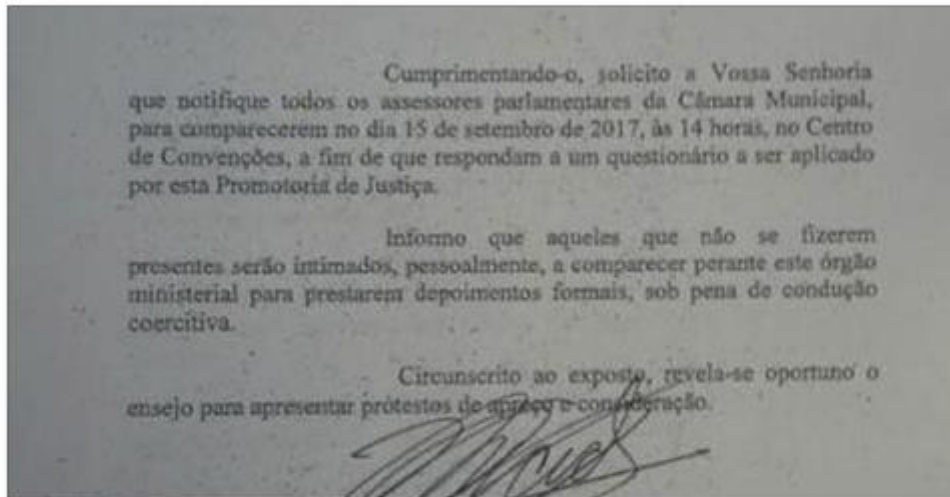 Cumprimentando-o, solicito a Vossa Senhoria
que notifique todos os assessores parlamentares da Câmara Municipal,
para comparecerem no dia 15 de setembro de 2017, às 14 horas, no Centro
de Convenções, a fim de que respondam a um questionário a ser aplicado
por esta Promotoria de Justiça.
Informo que aqueles que não se fizerem
presentes serão intimados, pessoalmente, a comparecer perante este órgão
ministerial para prestarem depoimentos formais, sob pena de condução
coercitiva.
Circunscrito ao exposto, revela-se oportuno o
ensejo para apresentar prótestos de apreço e consideração.